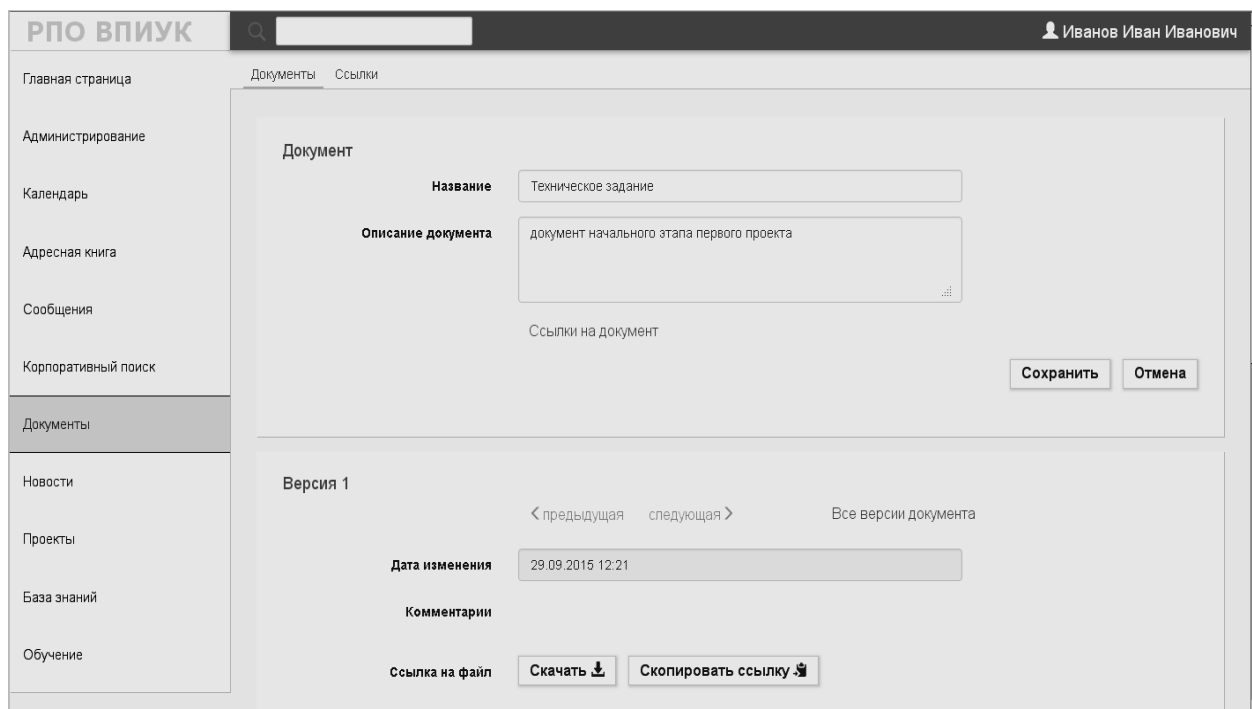 РПО ВПИУК
Иванов Иван Иванович
Главная страница
Администрирование
Календарь
Адресная книга
Сообщения
Корпоративный поиск
Документы
Новости
Проекты
База знаний
Обучение
Документы Ссылки
Документ
Название Техническое задание
Описание документа документ начального этапа первого проекта
Ссылки на документ
Сохранить Отмена
Версия 1
предыдущая следующая Все версии документа
Дата изменения 29.09.2015 12:21
Комментарии
Ссылка на файл Скачать Скопировать ссылку